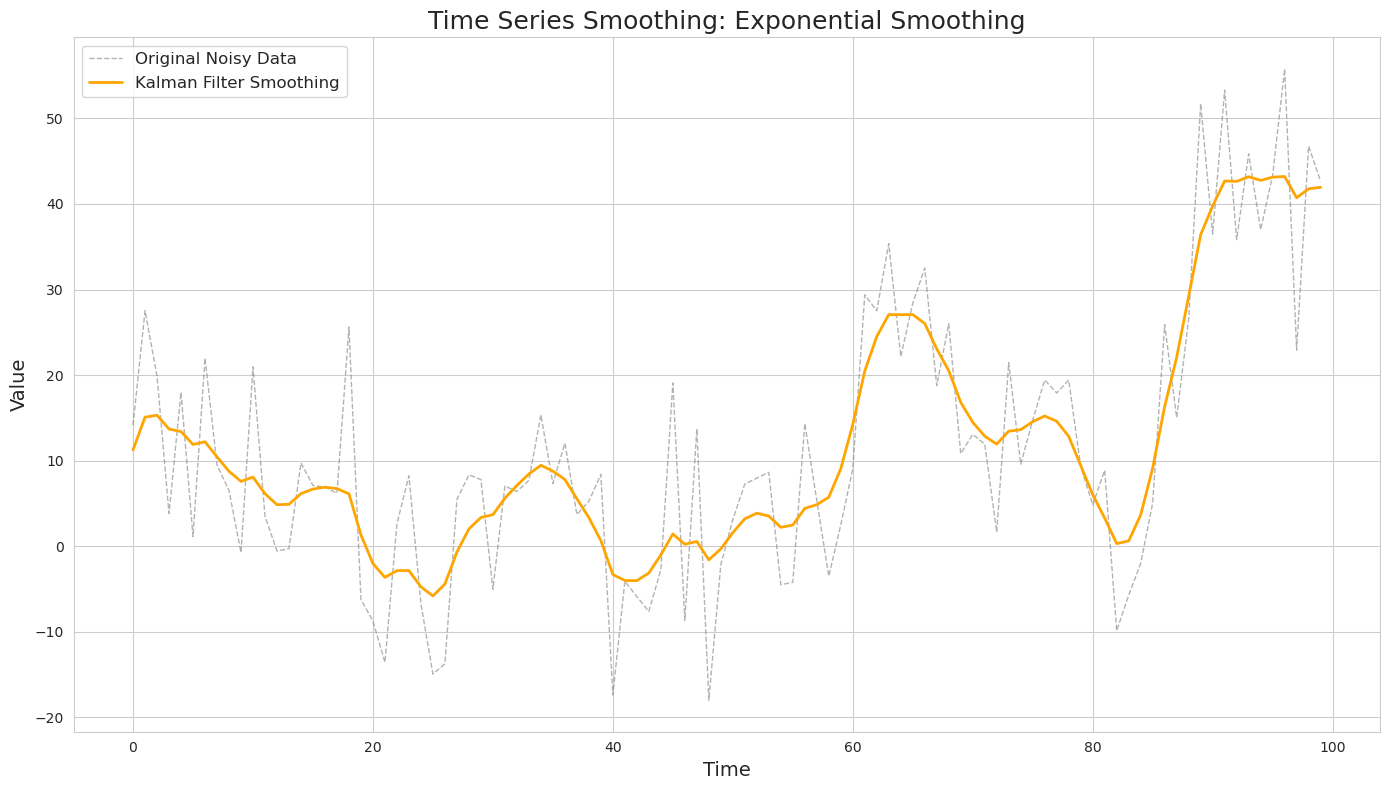 Time Series Smoothing: Exponential Smoothing
Original Noisy Data
Kalman Filter Smoothing
Value
50
40
30
20
10
0
−10
−20
0 20 40 60 80 100
Time